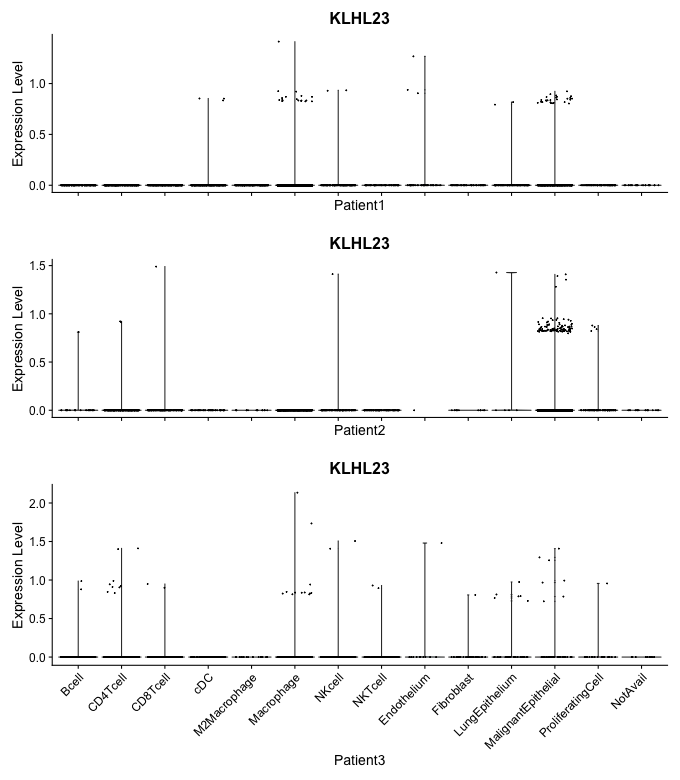 KLHL23
Expression Level
1.0
0.5
0.0
Patient1
KLHL23
Expression Level
1.5
1.0
0.5
0.0
Patient2
KLHL23
Expression Level
2.0
1.5
1.0
0.5
0.0
Bcell
CD4Tcell
CD8Tcell
cDC
M2Macrophage
Macrophage
NKcell
NKTcell
Endothelium
Fibroblast
LungEpithelium
MalignantEpithelial
ProliferatingCell
NotAvail
Patient3